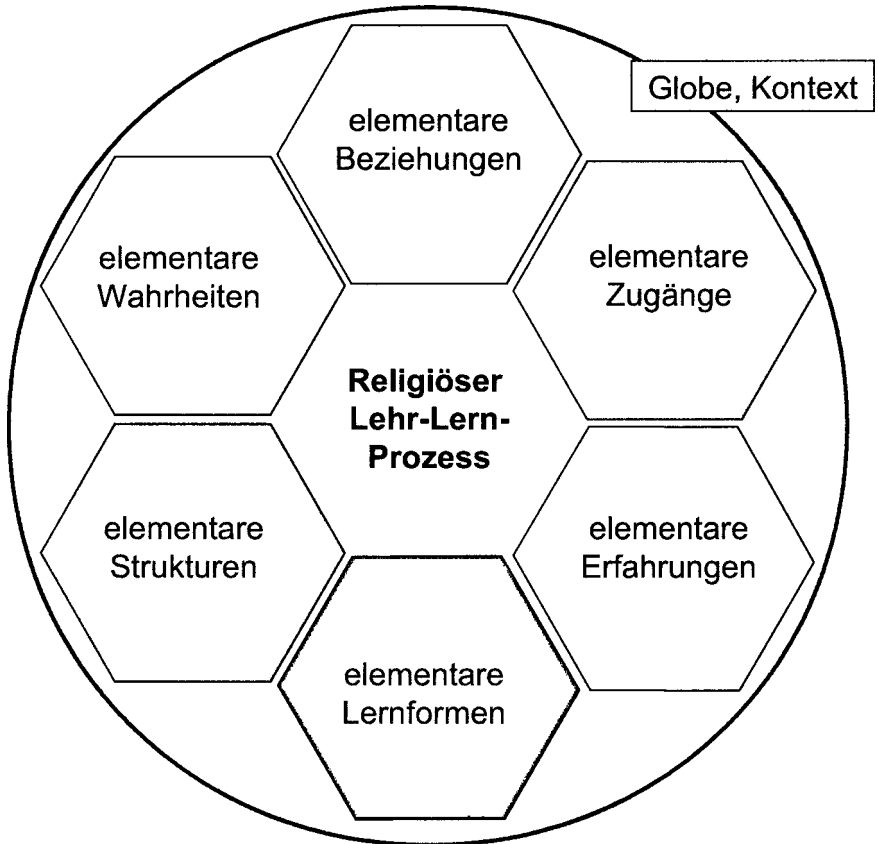 Globe, Kontext
elementare
Beziehungen
elementare
Wahrheiten
elementare
Zugänge
Religiöser
Lehr-Lern-
Prozess
elementare
Strukturen
elementare
Erfahrungen
elementare
Lernformen